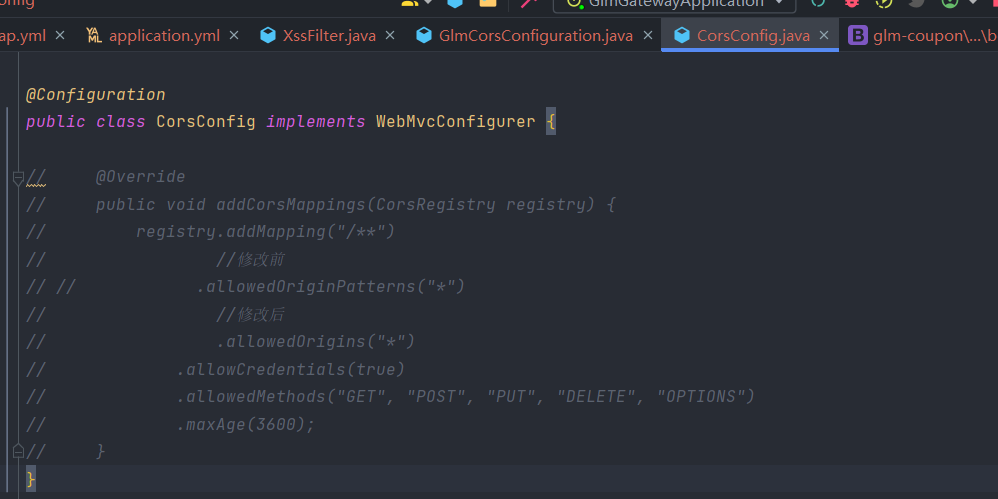 onfig
GlmGatewayApplication
ap.yml × application.yml × XssFilter.java × GlmCorsConfiguration.java × CorsConfig.java × B glm-coupon\...\b
@Configuration
public class CorsConfig implements WebMvcConfigurer {
//     @Override
//     public void addCorsMappings(CorsRegistry registry) {
//         registry.addMapping("/**")
//                 //修改前
// //            .allowedOriginPatterns("*")
//                 //修改后
//                 .allowedOrigins("*")
//             .allowCredentials(true)
//             .allowedMethods("GET", "POST", "PUT", "DELETE", "OPTIONS")
//             .maxAge(3600);
//     }
}